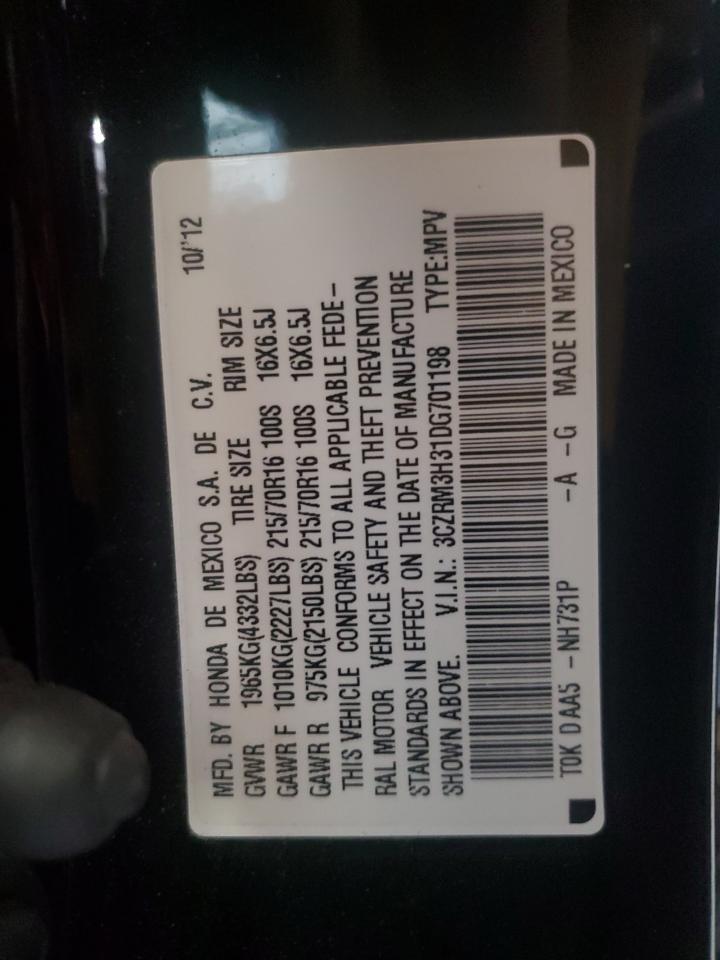 MFD. BY HONDA DE MEXICO S.A. DE C.V. 10/'12
GVWR 1965KG(4332LBS) TIRE SIZE RIM SIZE
GAWR F 1010KG(2227LBS) 215/70R16 100S 16X6.5J
GAWR R 975KG(2150LBS) 215/70R16 100S 16X6.5J
THIS VEHICLE CONFORMS TO ALL APPLICABLE FEDE-
RAL MOTOR VEHICLE SAFETY AND THEFT PREVENTION
STANDARDS IN EFFECT ON THE DATE OF MANUFACTURE
SHOWN ABOVE. V.I.N.: 3CZRM3H31DG701198 TYPE:MPV
T0K D AA5 - NH731P -A -G MADE IN MEXICO